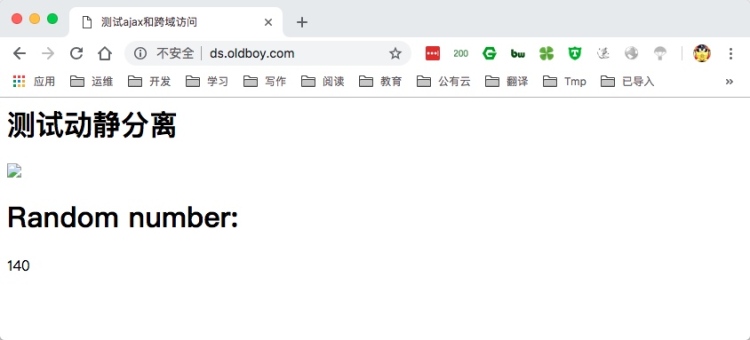 测试ajax和跨域访问
不安全 ds.oldboy.com
200
bw
应用 运维 开发 学习 写作 阅读 教育 公有云 翻译 Tmp 已导入 »
测试动静分离
Random number:
140